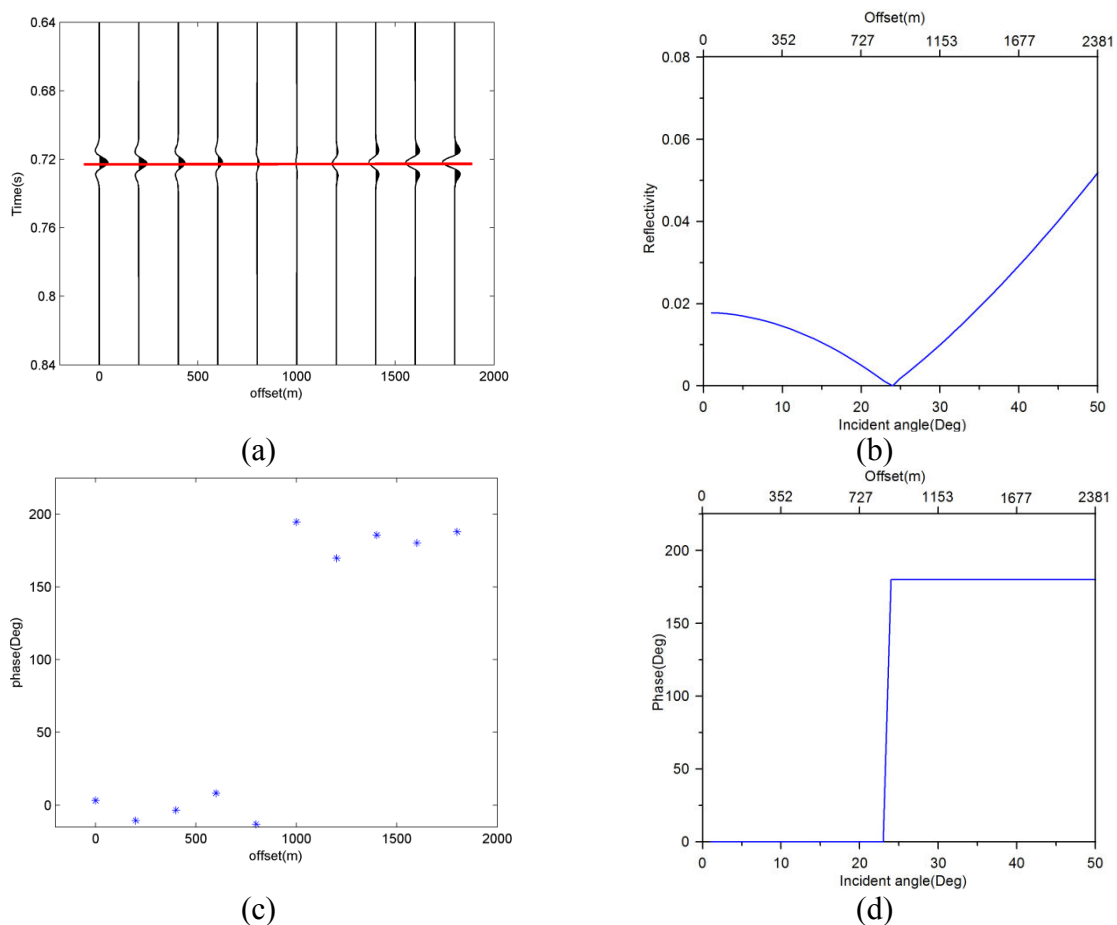 0.64
0.68
0.72
0.76
0.8
0.84
Time(s)
0 500 1000 1500 2000
offset(m)
(a)
Offset(m)
0 352 727 1153 1677 2381
0.08
0.06
0.04
0.02
0
Reflectivity
0 10 20 30 40 50
Incident angle(Deg)
(b)
200
150
100
50
0
phase(Deg)
0 500 1000 1500 2000
offset(m)
(c)
Offset(m)
0 352 727 1153 1677 2381
200
150
100
50
0
Phase(Deg)
0 10 20 30 40 50
Incident angle(Deg)
(d)